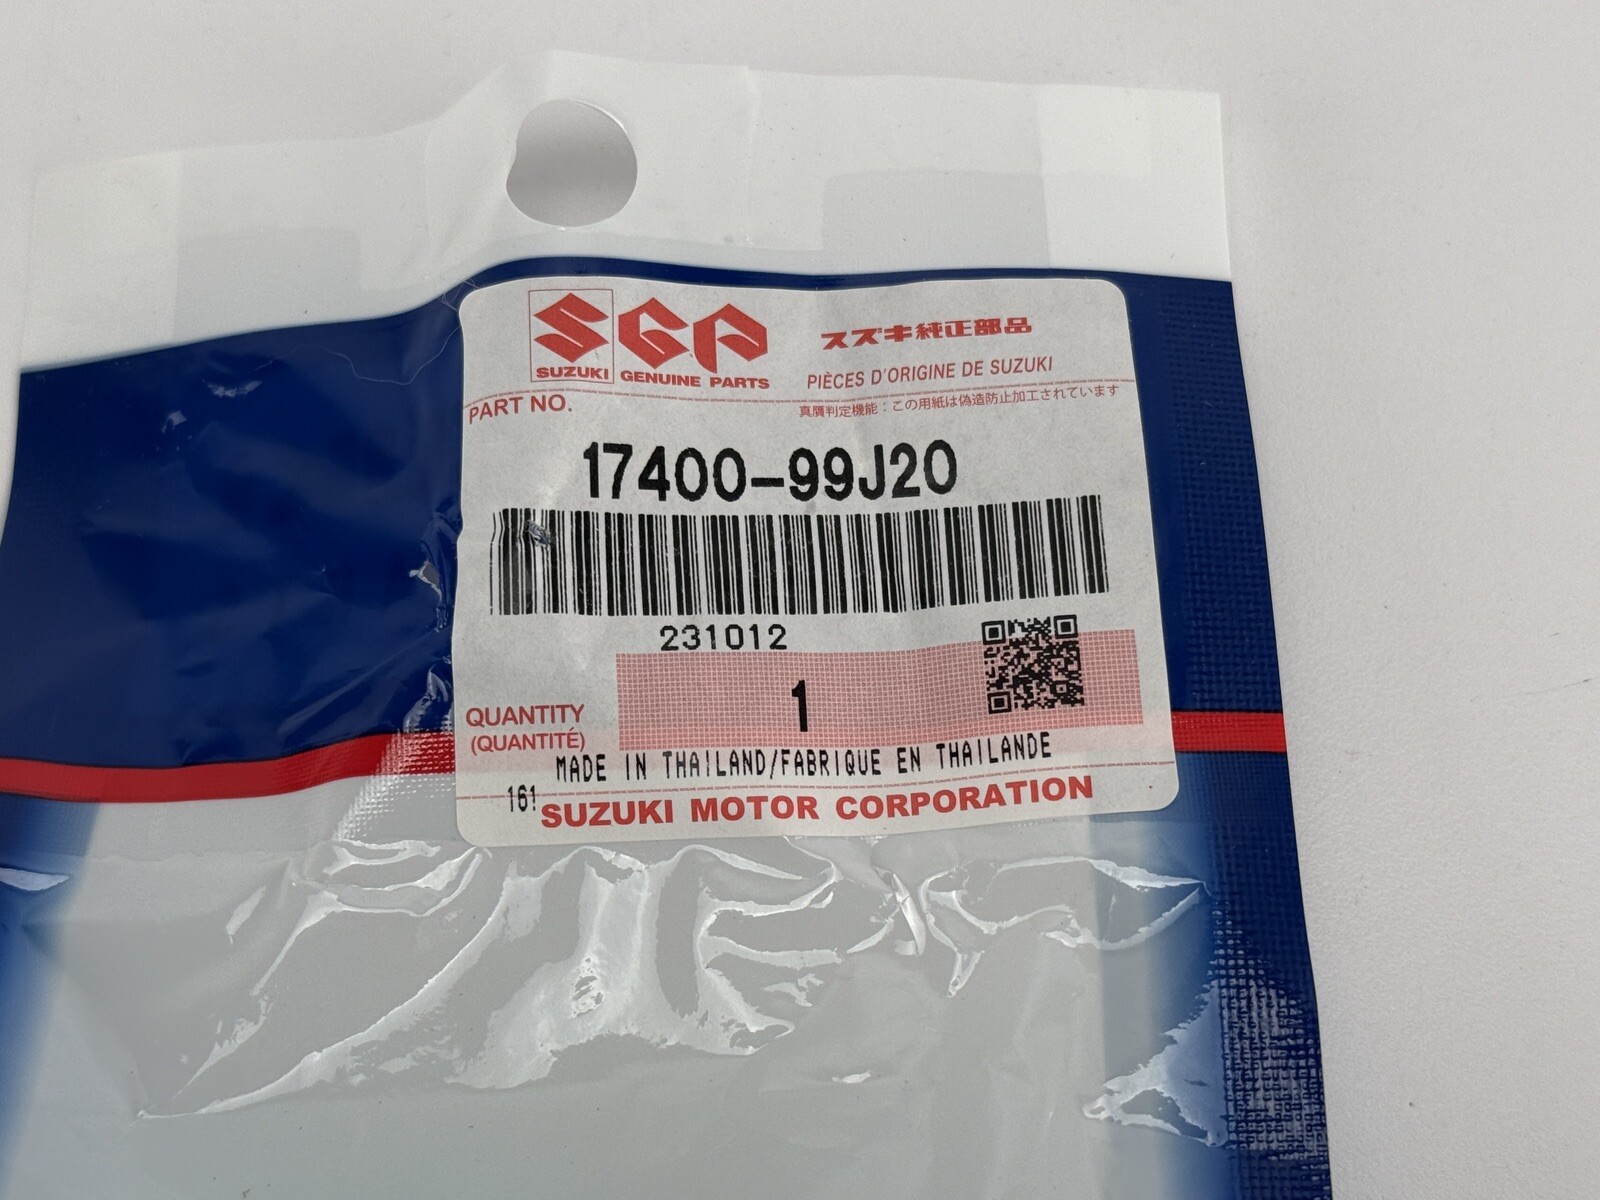 SGP
SUZUKI GENUINE PARTS
スズキ純正部品
PIÈCES D'ORIGINE DE SUZUKI
PART NO.
真贋判定機能：この用紙は偽造防止加工されています
17400-99J20
231012
QUANTITY
(QUANTITÉ)
1
MADE IN THAILAND/FABRIQUE EN THAILANDE
161
SUZUKI MOTOR CORPORATION